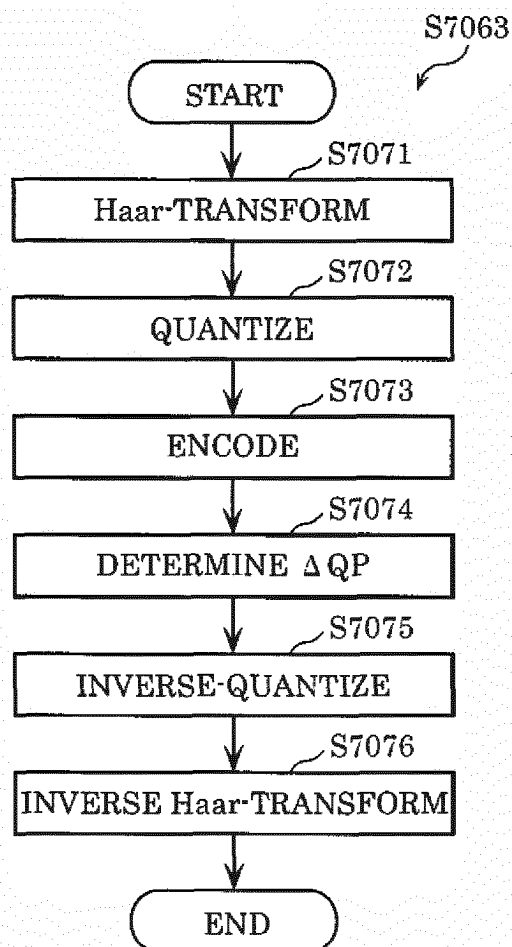 S7063
START
S7071
Haar-TRANSFORM
S7072
QUANTIZE
S7073
ENCODE
S7074
DETERMINE Δ QP
S7075
INVERSE-QUANTIZE
S7076
INVERSE Haar-TRANSFORM
END